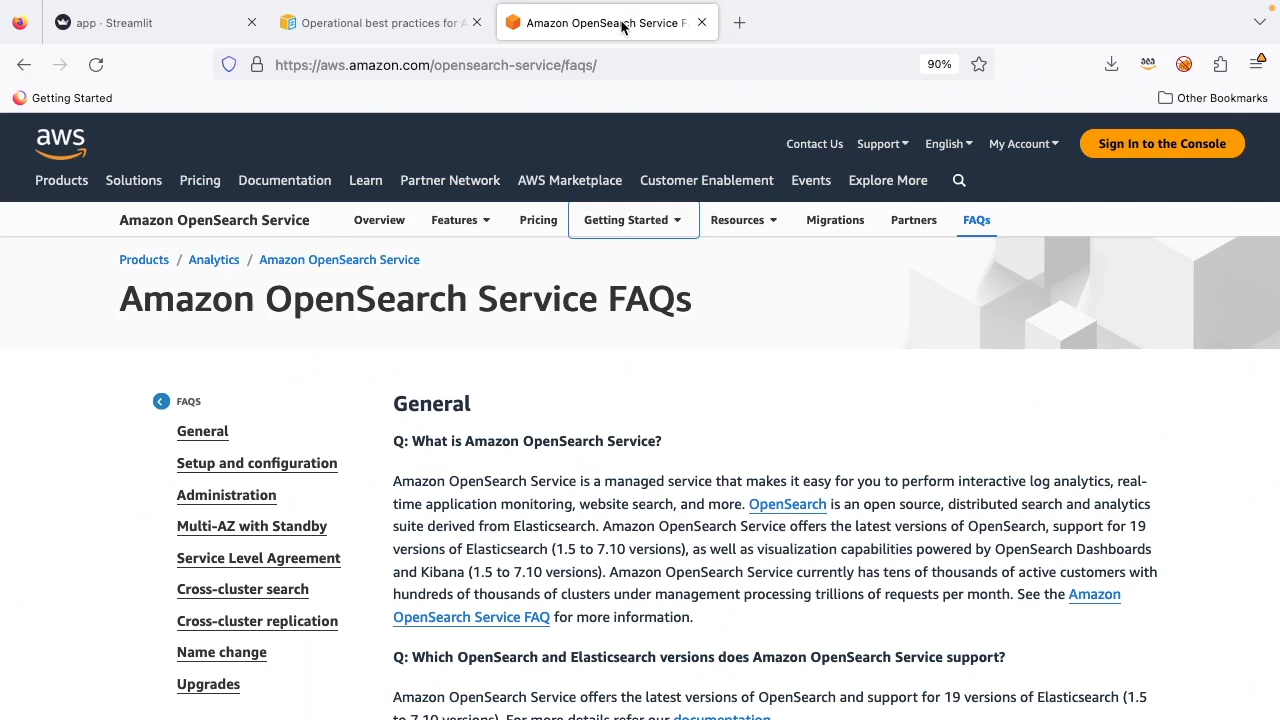 app · Streamlit
Operational best practices for A
Amazon OpenSearch Service F
https://aws.amazon.com/opensearch-service/faqs/
90%
Getting Started
Other Bookmarks
aws
Contact Us Support English My Account Sign In to the Console
Products Solutions Pricing Documentation Learn Partner Network AWS Marketplace Customer Enablement Events Explore More
Amazon OpenSearch Service Overview Features Pricing Getting Started Resources Migrations Partners FAQs
Products / Analytics / Amazon OpenSearch Service
Amazon OpenSearch Service FAQs
FAQS
General
Setup and configuration
Administration
Multi-AZ with Standby
Service Level Agreement
Cross-cluster search
Cross-cluster replication
Name change
Upgrades
General
Q: What is Amazon OpenSearch Service?
Amazon OpenSearch Service is a managed service that makes it easy for you to perform interactive log analytics, real-
time application monitoring, website search, and more. OpenSearch is an open source, distributed search and analytics
suite derived from Elasticsearch. Amazon OpenSearch Service offers the latest versions of OpenSearch, support for 19
versions of Elasticsearch (1.5 to 7.10 versions), as well as visualization capabilities powered by OpenSearch Dashboards
and Kibana (1.5 to 7.10 versions). Amazon OpenSearch Service currently has tens of thousands of active customers with
hundreds of thousands of clusters under management processing trillions of requests per month. See the Amazon
OpenSearch Service FAQ for more information.
Q: Which OpenSearch and Elasticsearch versions does Amazon OpenSearch Service support?
Amazon OpenSearch Service offers the latest versions of OpenSearch and support for 19 versions of Elasticsearch (1.5
to 7.10 versions). For more details refer our documentation.